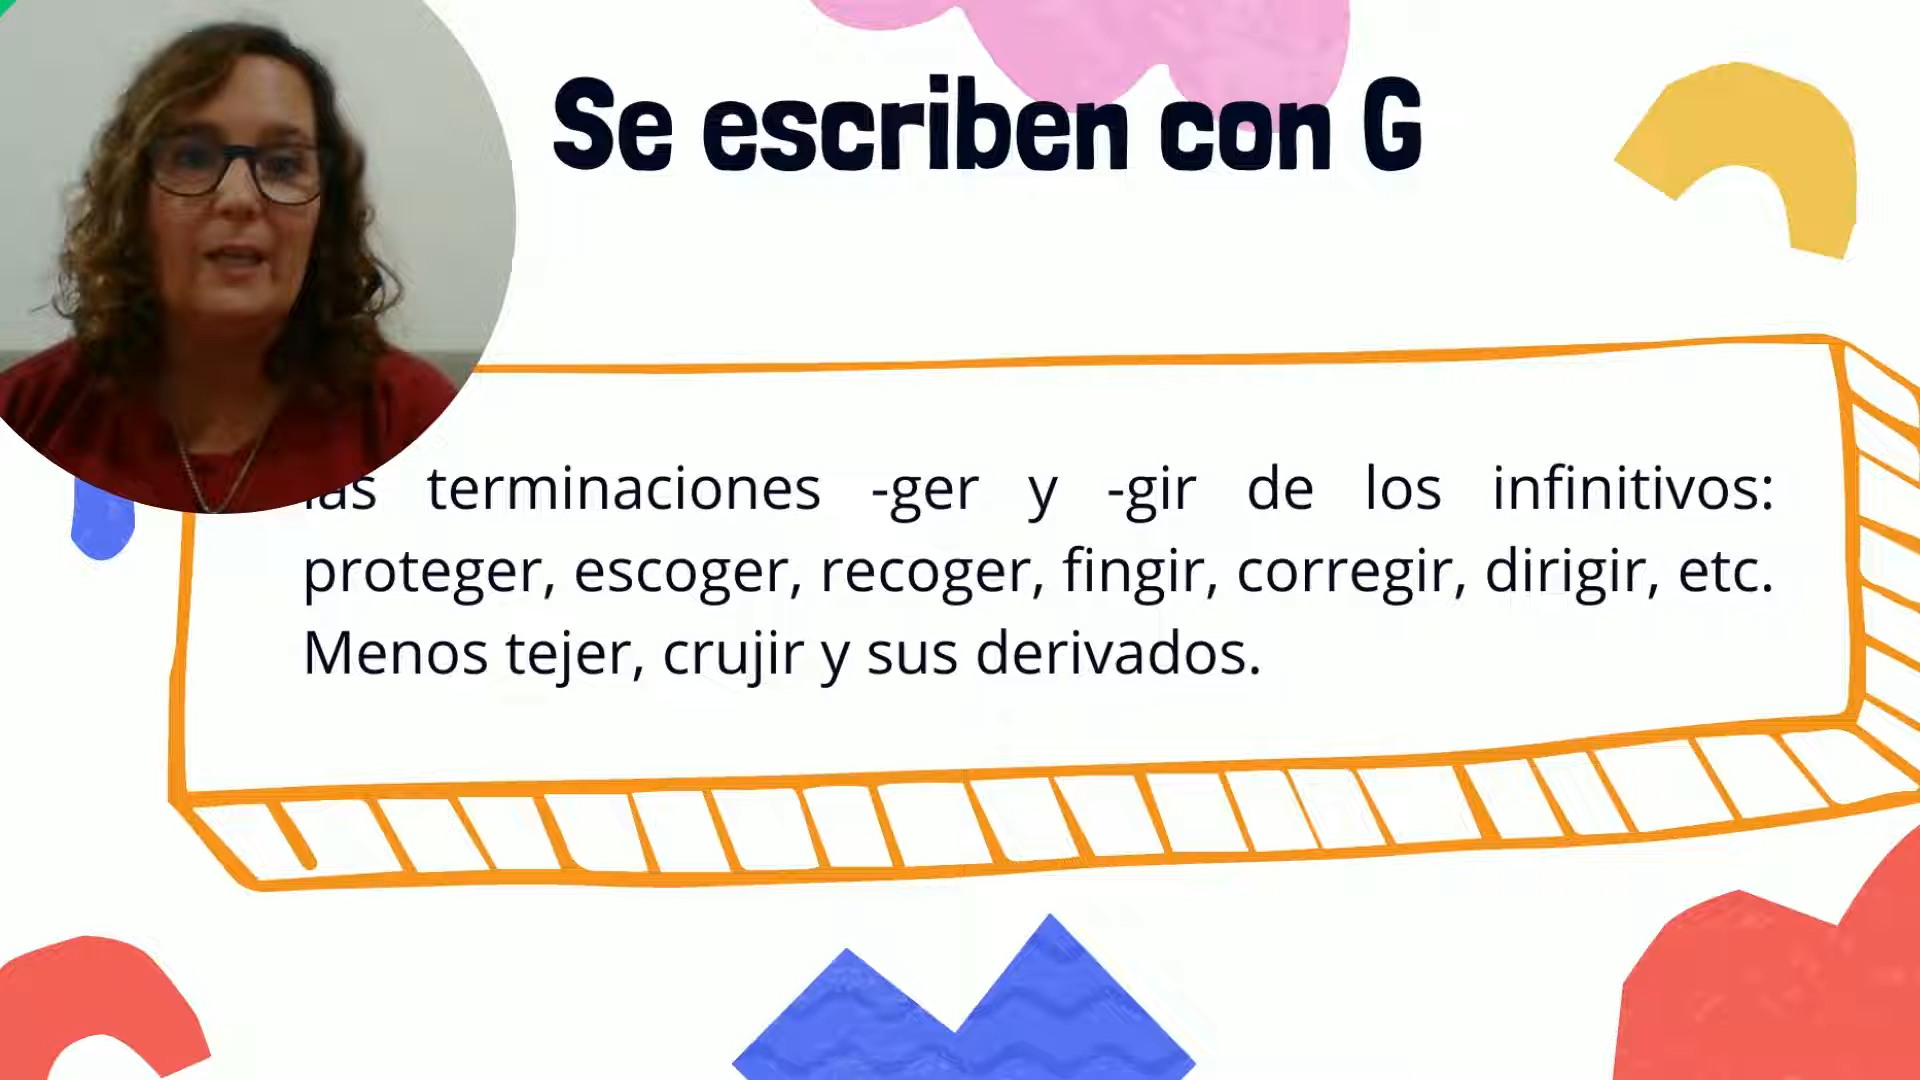 Se escriben con G
las terminaciones -ger y -gir de los infinitivos:
proteger, escoger, recoger, fingir, corregir, dirigir, etc.
Menos tejer, crujir y sus derivados.